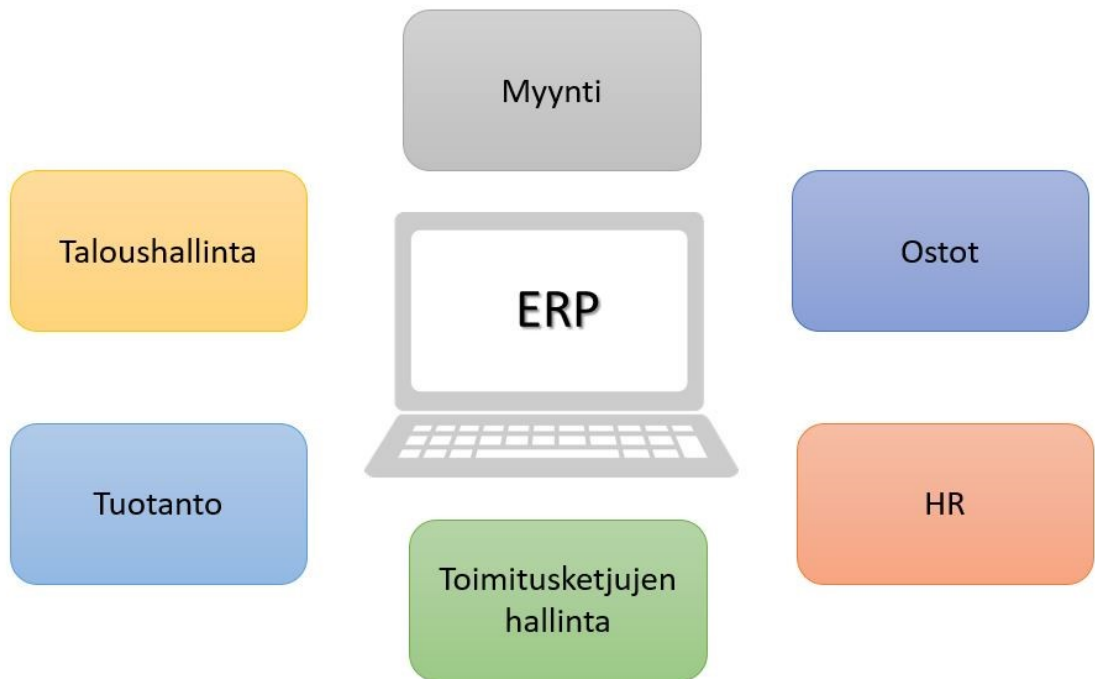 Myynti
Taloushallinta
Ostot
ERP
Tuotanto
HR
Toimitusketjujen
hallinta